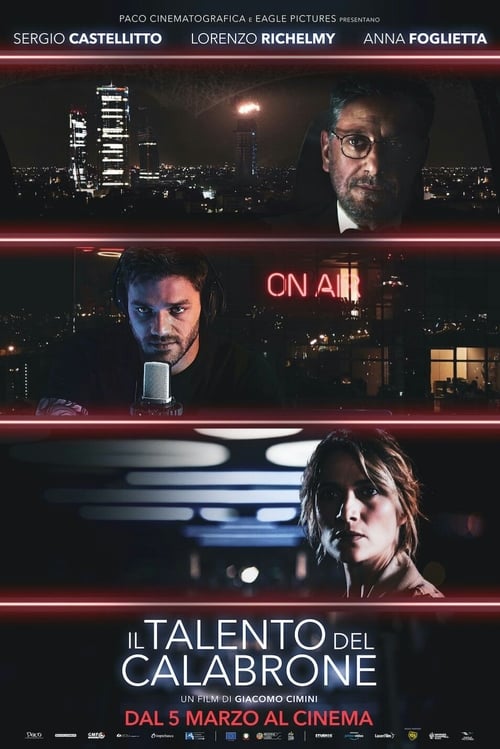 PACO CINEMATOGRAFICA E EAGLE PICTURES PRESENTANO
SERGIO CASTELLITTO LORENZO RICHELMY ANNA FOGLIETTA
ON AIR
IL TALENTO DEL
CALABRONE
UN FILM DI GIACOMO CIMINI
DAL 5 MARZO AL CINEMA